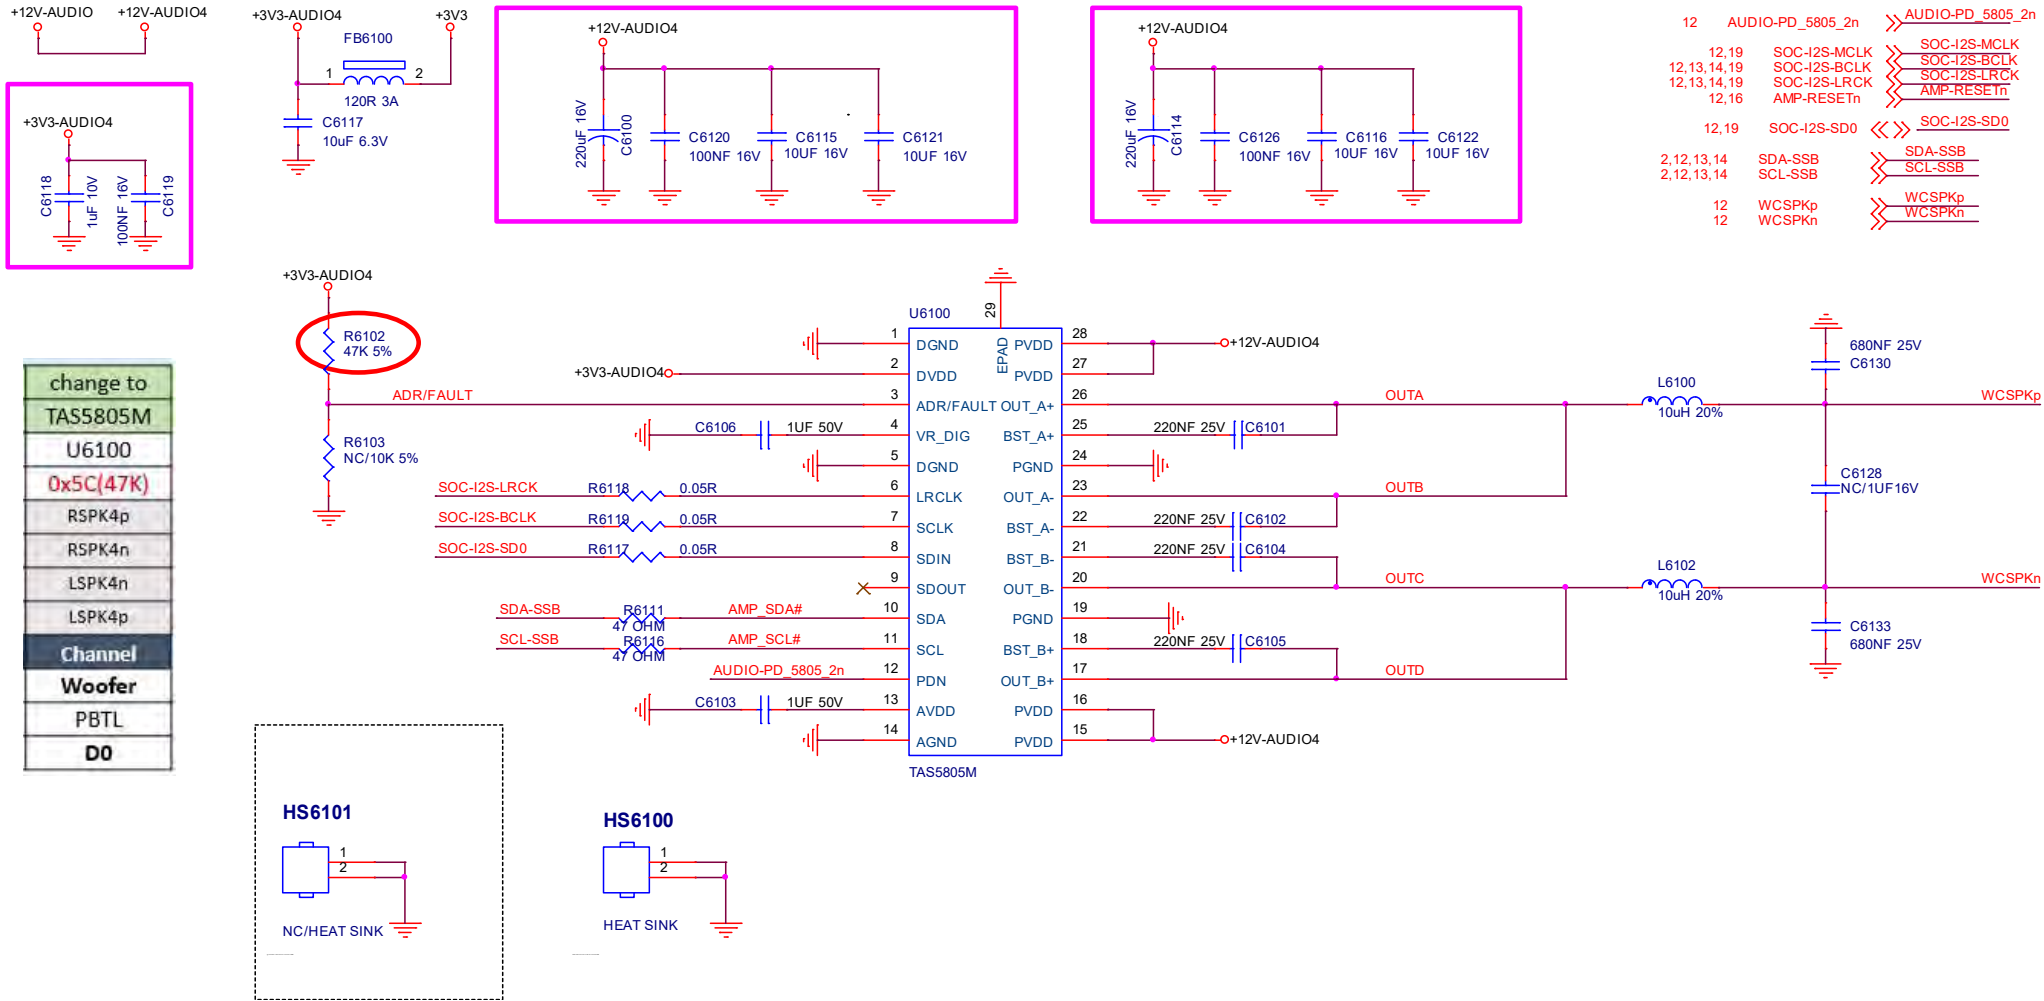 +12V-AUDIO
+12V-AUDIO4
+3V3-AUDIO4
+3V3
FB6100
1
2
120R 3A
C6117
10uF 6.3V
+3V3-AUDIO4
C6118
1uF 10V
100NF 16V
C6119
+12V-AUDIO4
220uF 16V
C6100
C6120
100NF 16V
C6115
10UF 16V
C6121
10UF 16V
+12V-AUDIO4
220uF 16V
C6114
C6126
100NF 16V
C6116
10UF 16V
C6122
10UF 16V
12 AUDIO-PD_5805_2n AUDIO-PD_5805_2n
12,19 SOC-I2S-MCLK SOC-I2S-MCLK
12,13,14,19 SOC-I2S-BCLK SOC-I2S-BCLK
12,13,14,19 SOC-I2S-LRCK SOC-I2S-LRCK
12,16 AMP-RESETn AMP-RESETn
12,19 SOC-I2S-SD0 SOC-I2S-SD0
2,12,13,14 SDA-SSB SDA-SSB
2,12,13,14 SCL-SSB SCL-SSB
12 WCSPKp WCSPKp
12 WCSPKn WCSPKn
change to
TAS5805M
U6100
0x5C(47K)
RSPK4p
RSPK4n
LSPK4n
LSPK4p
Channel
Woofer
PBTL
D0
+3V3-AUDIO4
R6102
47K 5%
ADR/FAULT
R6103
NC/10K 5%
+3V3-AUDIO4
C6106
1UF 50V
SOC-I2S-LRCK R6118 0.05R
SOC-I2S-BCLK R6119 0.05R
SOC-I2S-SD0 R6117 0.05R
SDA-SSB R6111 AMP_SDA#
47 OHM
SCL-SSB R6116 AMP_SCL#
47 OHM
AUDIO-PD_5805_2n
C6103
1UF 50V
U6100
29
EPAD
1 DGND
2 DVDD
3 ADR/FAULT
4 VR_DIG
5 DGND
6 LRCLK
7 SCLK
8 SDIN
9 SDOUT
10 SDA
11 SCL
12 PDN
13 AVDD
14 AGND
PVDD 28
PVDD 27
OUT_A+ 26
BST_A+ 25
PGND 24
OUT_A- 23
BST_A- 22
BST_B- 21
OUT_B- 20
PGND 19
BST_B+ 18
OUT_B+ 17
PVDD 16
PVDD 15
TAS5805M
+12V-AUDIO4
OUTA
220NF 25V C6101
OUTB
220NF 25V C6102
220NF 25V C6104
OUTC
220NF 25V C6105
OUTD
+12V-AUDIO4
L6100
10uH 20%
L6102
10uH 20%
680NF 25V
C6130
WCSPKp
C6128
NC/1UF16V
WCSPKn
C6133
680NF 25V
HS6101
1
2
NC/HEAT SINK
HS6100
1
2
HEAT SINK